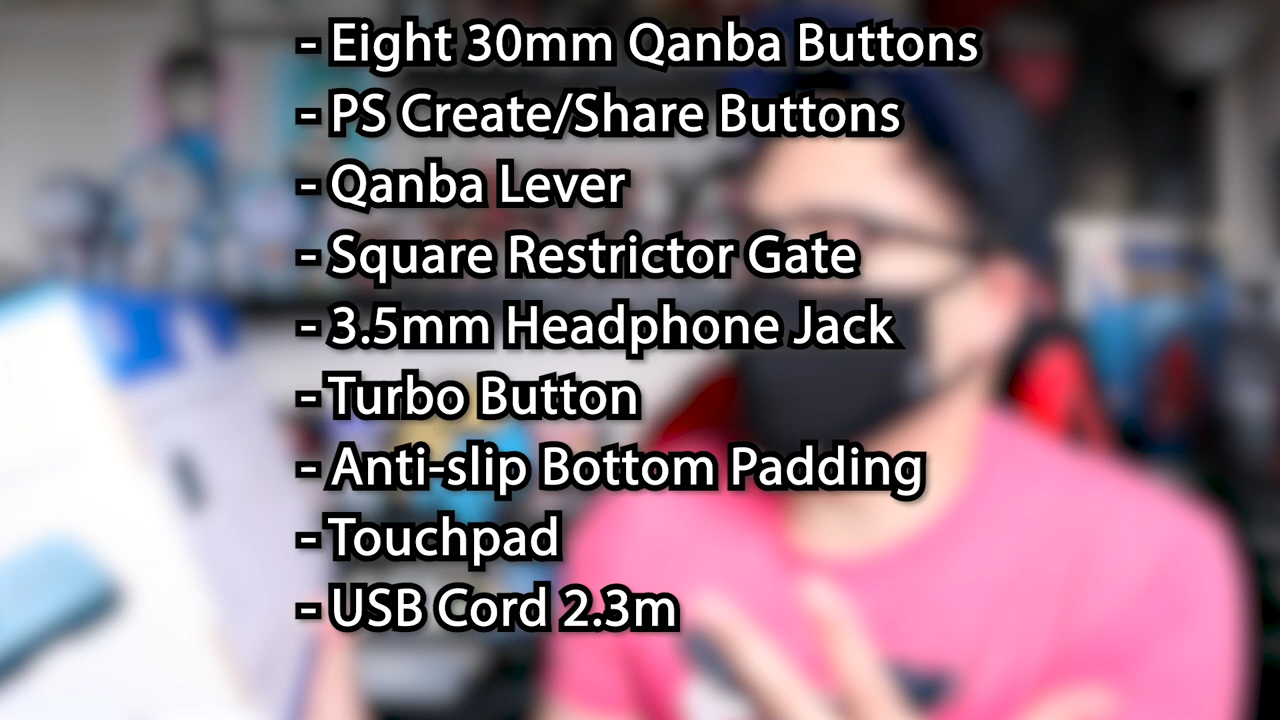 - Eight 30mm Qanba Buttons
- PS Create/Share Buttons
- Qanba Lever
- Square Restrictor Gate
- 3.5mm Headphone Jack
- Turbo Button
- Anti-slip Bottom Padding
- Touchpad
- USB Cord 2.3m